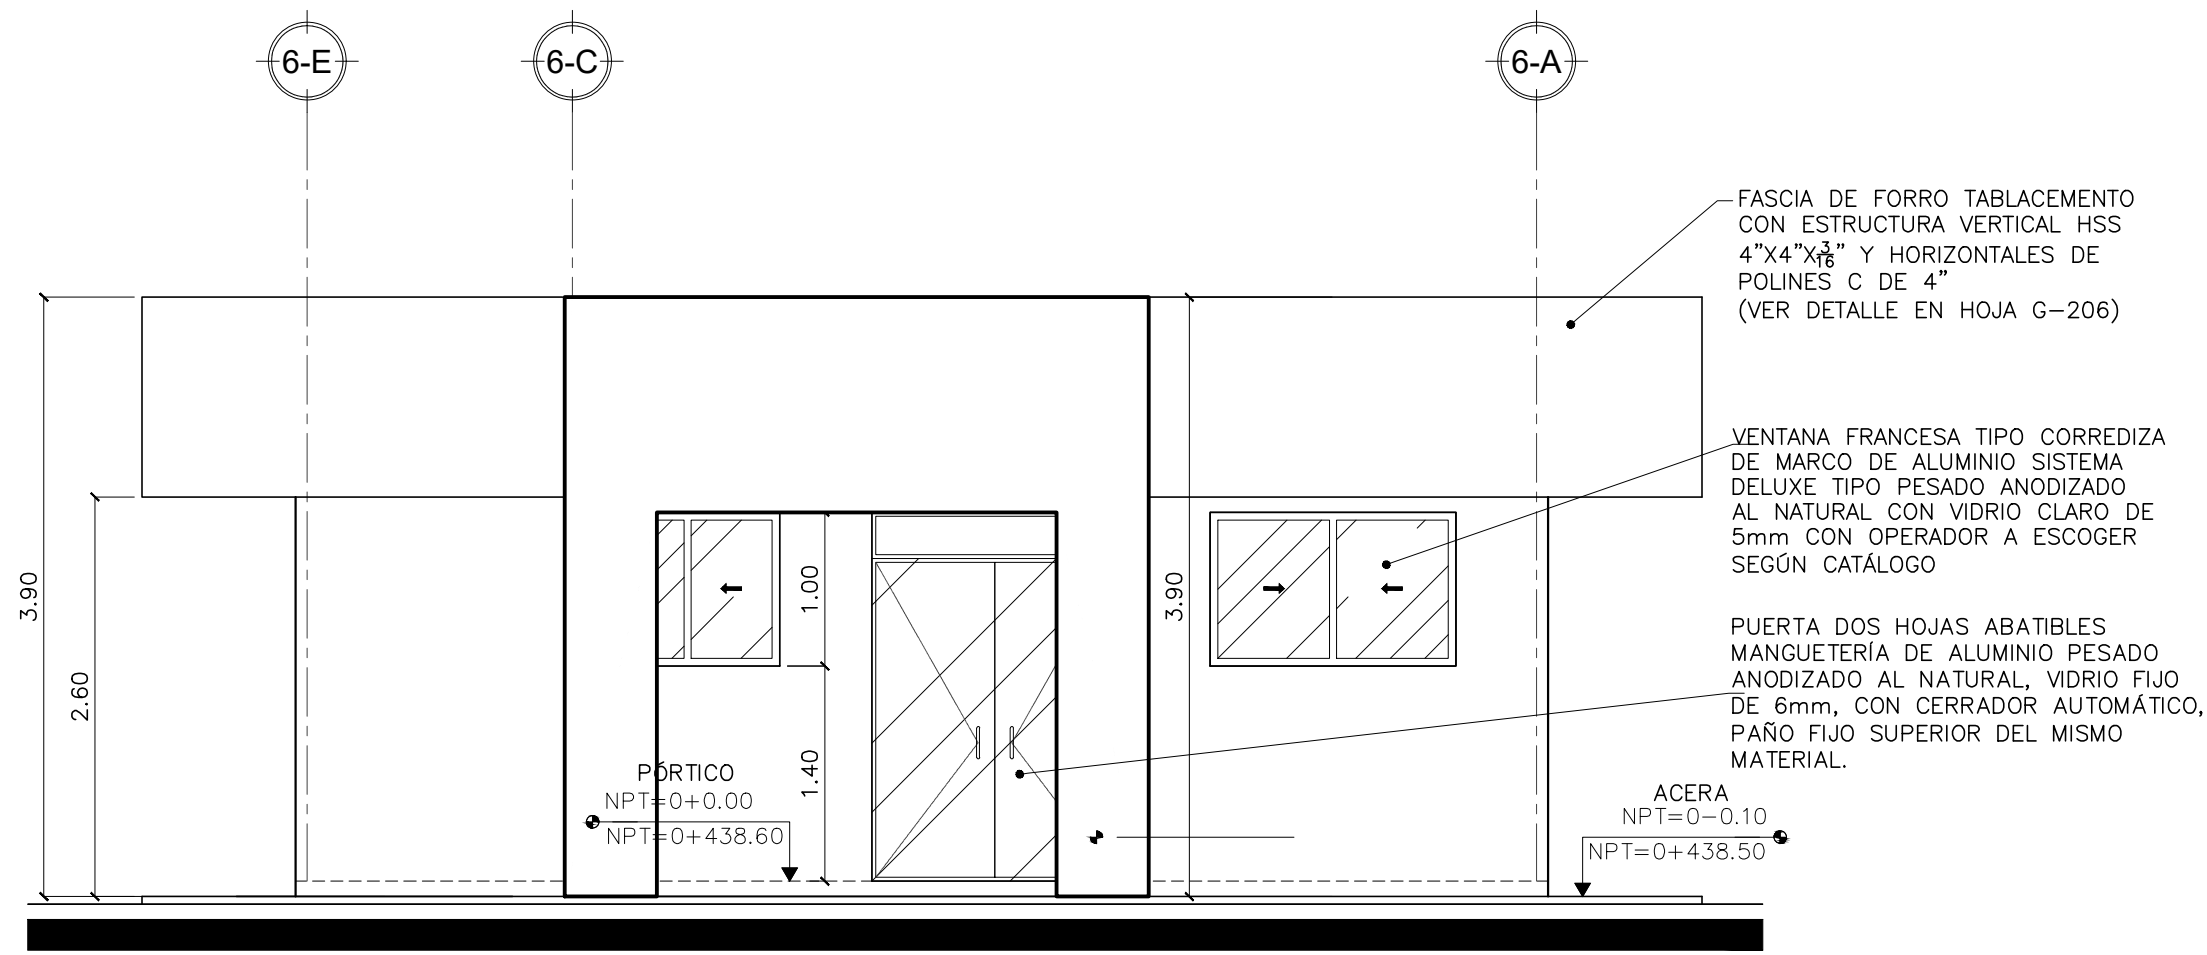 6-E
6-C
6-A
FASCIA DE FORRO TABLACEMENTO
CON ESTRUCTURA VERTICAL HSS
4"X4"X3/16" Y HORIZONTALES DE
POLINES C DE 4"
(VER DETALLE EN HOJA G-206)
VENTANA FRANCESA TIPO CORREDIZA
DE MARCO DE ALUMINIO SISTEMA
DELUXE TIPO PESADO ANODIZADO
AL NATURAL CON VIDRIO CLARO DE
5mm CON OPERADOR A ESCOGER
SEGÚN CATÁLOGO
PUERTA DOS HOJAS ABATIBLES
MANGUETERÍA DE ALUMINIO PESADO
ANODIZADO AL NATURAL, VIDRIO FIJO
DE 6mm, CON CERRADOR AUTOMÁTICO,
PAÑO FIJO SUPERIOR DEL MISMO
MATERIAL.
3.90
2.60
1.00
1.40
3.90
PÓRTICO
NPT=0+0.00
NPT=0+438.60
ACERA
NPT=0-0.10
NPT=0+438.50